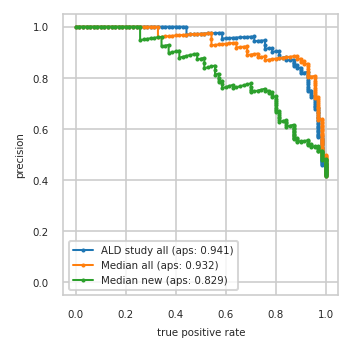 1.0
0.8
precision
0.6
0.4
0.2
0.0
ALD study all (aps: 0.941)
Median all (aps: 0.932)
Median new (aps: 0.829)
0.0 0.2 0.4 0.6 0.8 1.0
true positive rate